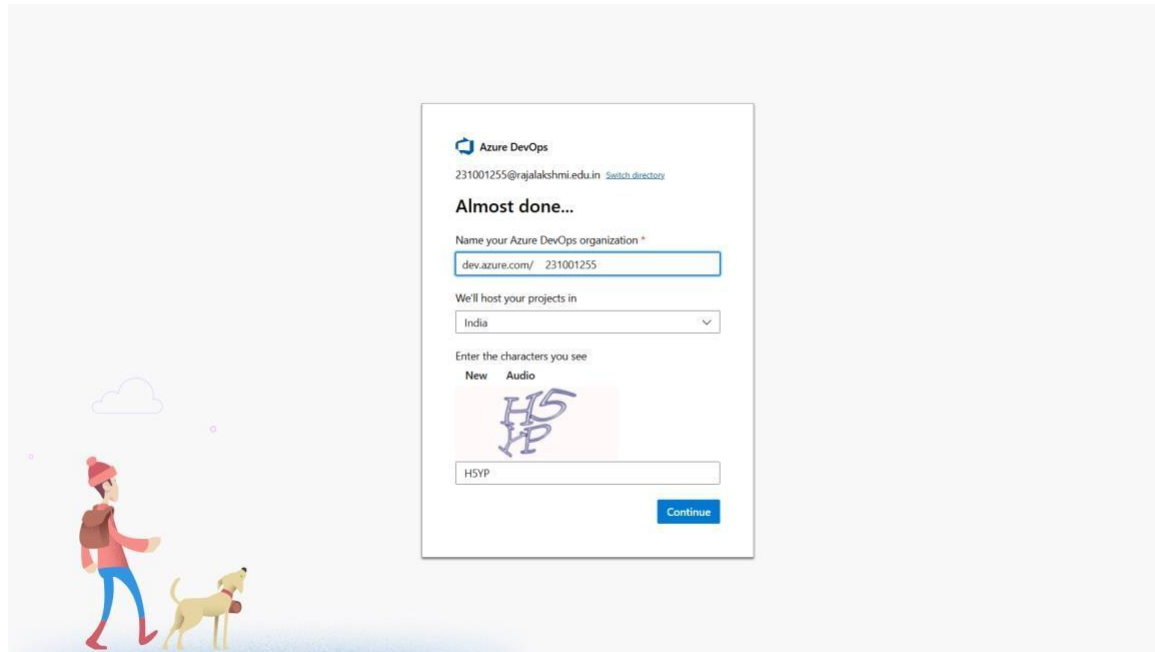 Azure DevOps
231001255@rajalakshmi.edu.in Switch directory
Almost done...
Name your Azure DevOps organization *
dev.azure.com/ 231001255
We'll host your projects in
India
Enter the characters you see
New Audio
H5
YP
H5YP
Continue